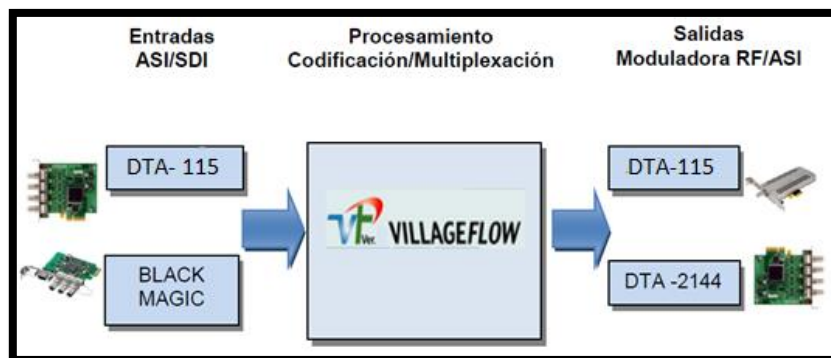 Entradas
ASI/SDI
Procesamiento
Codificación/Multiplexación
Salidas
Moduladora RF/ASI
DTA- 115
BLACK
MAGIC
Ver. VILLAGEFLOW
DTA-115
DTA -2144